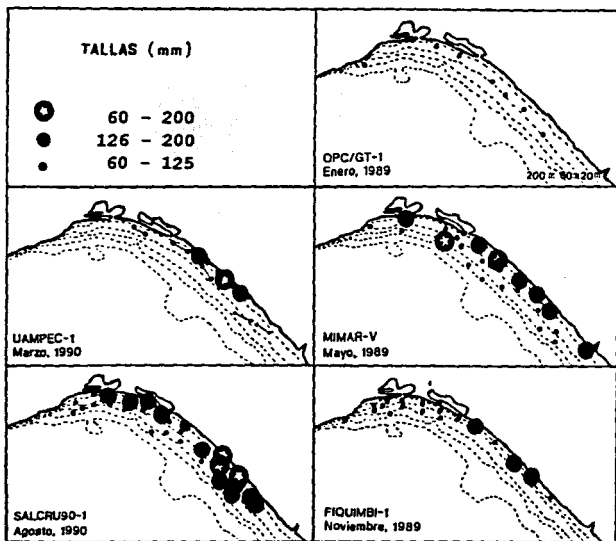 TALLAS (mm)
60 - 200
126 - 200
60 - 125
OPC/GT-1
Enero, 1989
UAMPEC-1
Marzo, 1990
MIMAR-V
Mayo, 1989
SALCRU90-1
Agosto, 1990
FIQUIMBI-1
Noviembre, 1989